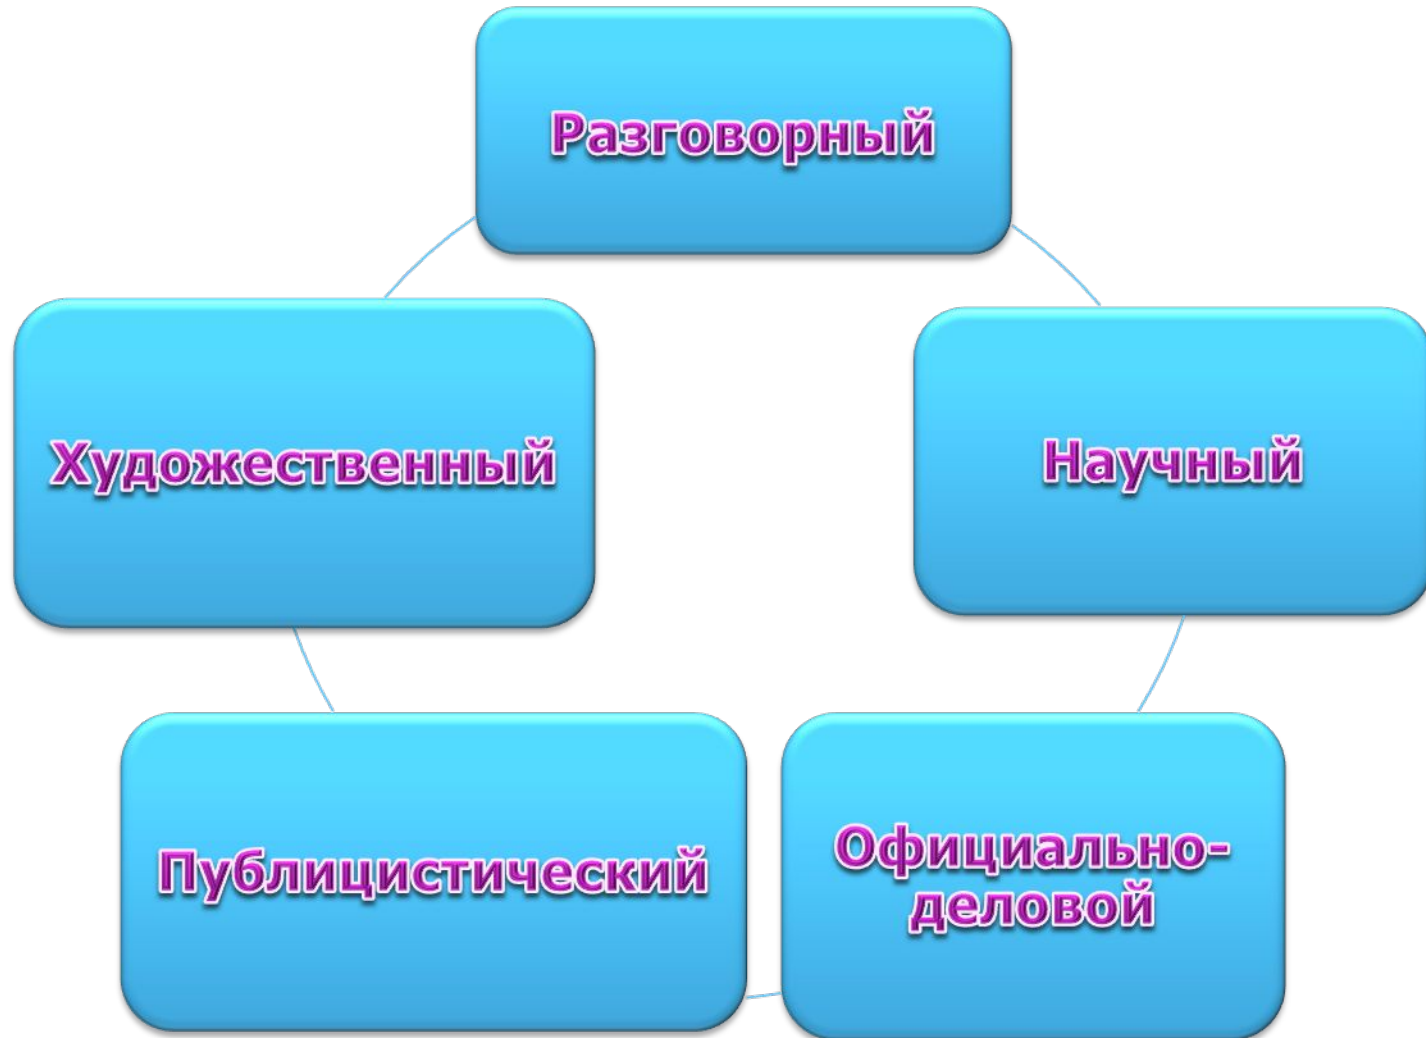 Разговорный
Художественный
Научный
Публицистический
Официально-
деловой